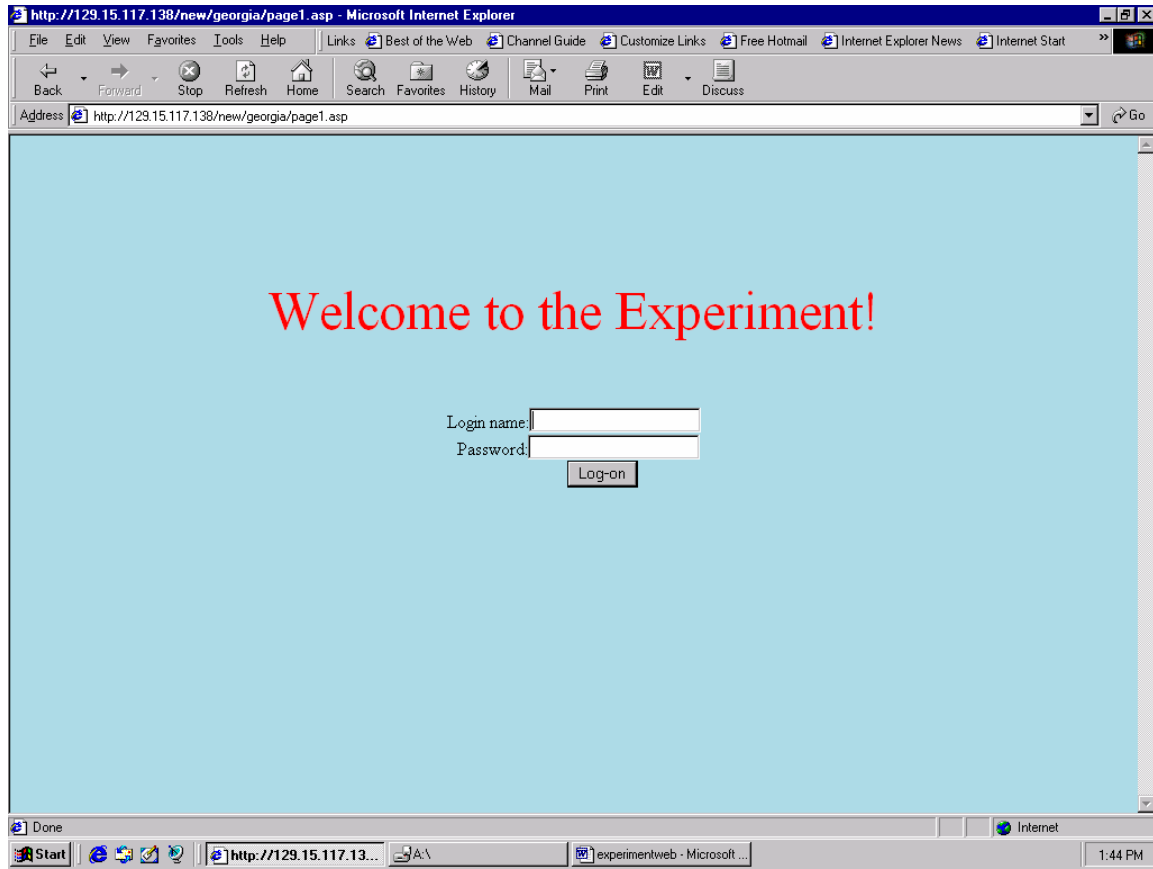 http://129.15.117.138/new/georgia/page1.asp - Microsoft Internet Explorer
File Edit View Favorites Tools Help Links Best of the Web Channel Guide Customize Links Free Hotmail Internet Explorer News Internet Start »
Back Forward Stop Refresh Home Search Favorites History Mail Print Edit Discuss
Address http://129.15.117.138/new/georgia/page1.asp Go
Welcome to the Experiment!
Login name:
Password:
Log-on
Done Internet
Start http://129.15.117.13... A:\ experimentweb - Microsoft ... 1:44 PM